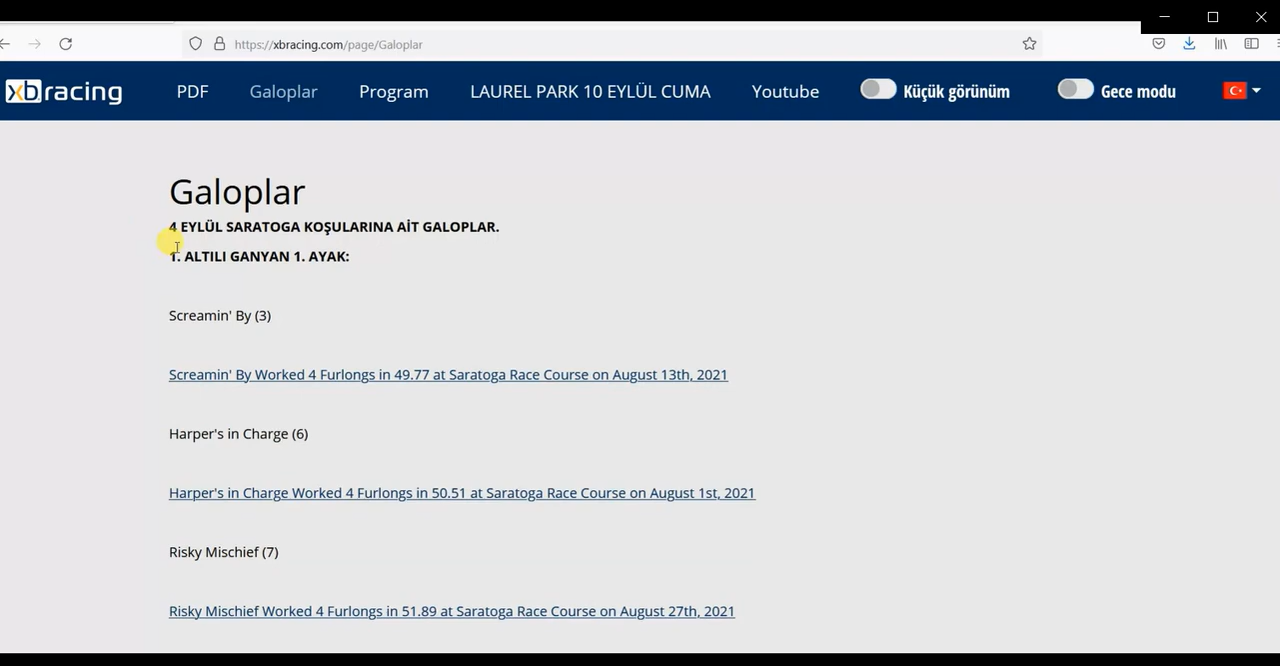 https://xbracing.com/page/Galoplar
xbracing PDF Galoplar Program LAUREL PARK 10 EYLÜL CUMA Youtube Küçük görünüm Gece modu
Galoplar
4 EYLÜL SARATOGA KOŞULARINA AİT GALOPLAR.
1. ALTILI GANYAN 1. AYAK:
Screamin' By (3)
Screamin' By Worked 4 Furlongs in 49.77 at Saratoga Race Course on August 13th, 2021
Harper's in Charge (6)
Harper's in Charge Worked 4 Furlongs in 50.51 at Saratoga Race Course on August 1st, 2021
Risky Mischief (7)
Risky Mischief Worked 4 Furlongs in 51.89 at Saratoga Race Course on August 27th, 2021